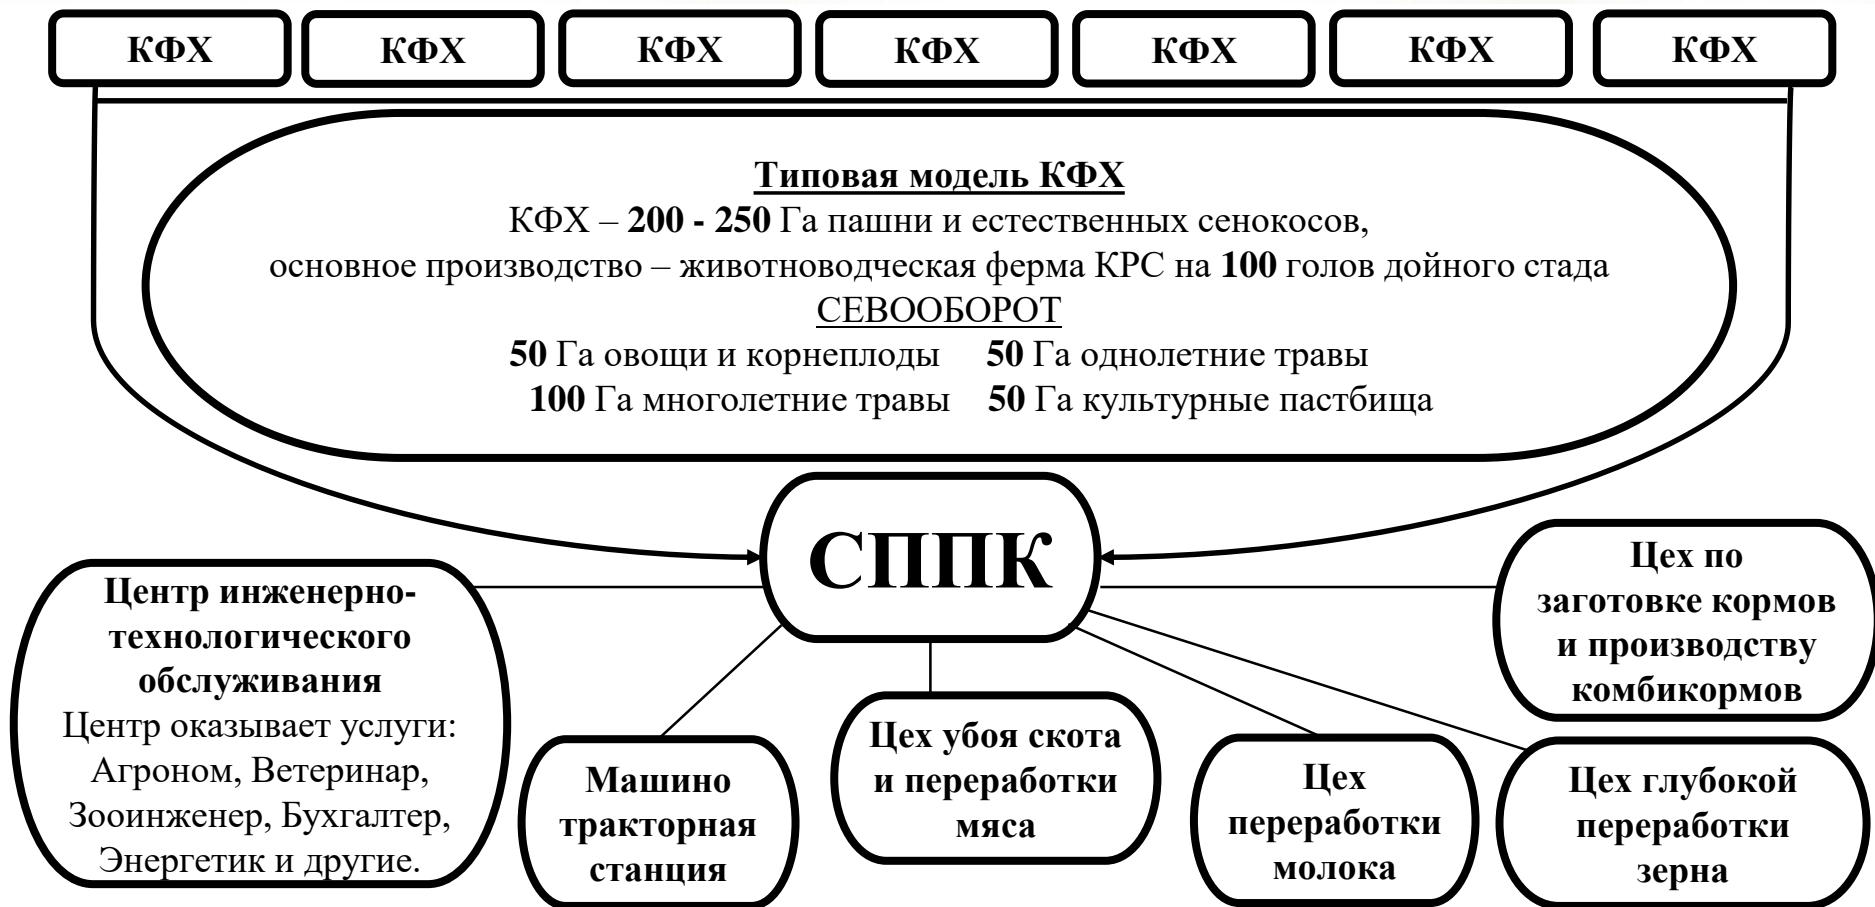 КФХ КФХ КФХ КФХ КФХ КФХ КФХ
Типовая модель КФХ
КФХ – 200 - 250 Га пашни и естественных сенокосов,
основное производство – животноводческая ферма КРС на 100 голов дойного стада
СЕВООБОРОТ
50 Га овощи и корнеплоды 50 Га однолетние травы
100 Га многолетние травы 50 Га культурные пастбища
СППК
Центр инженерно-
технологического
обслуживания
Центр оказывает услуги:
Агроном, Ветеринар,
Зооинженер, Бухгалтер,
Энергетик и другие.
Машино
тракторная
станция
Цех убоя скота
и переработки
мяса
Цех
переработки
молока
Цех по
заготовке кормов
и производству
комбикормов
Цех глубокой
переработки
зерна